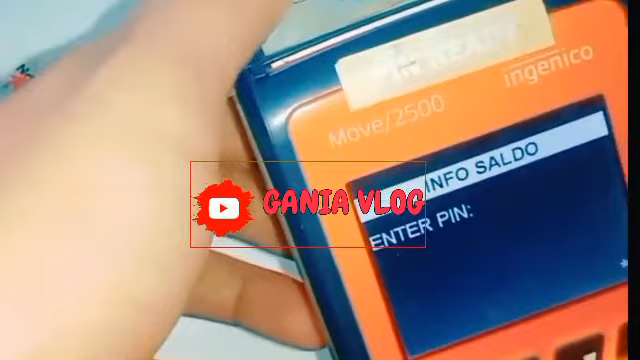 ingenico
Move/2500
INFO SALDO
GANIA VLOG
ENTER PIN:
*